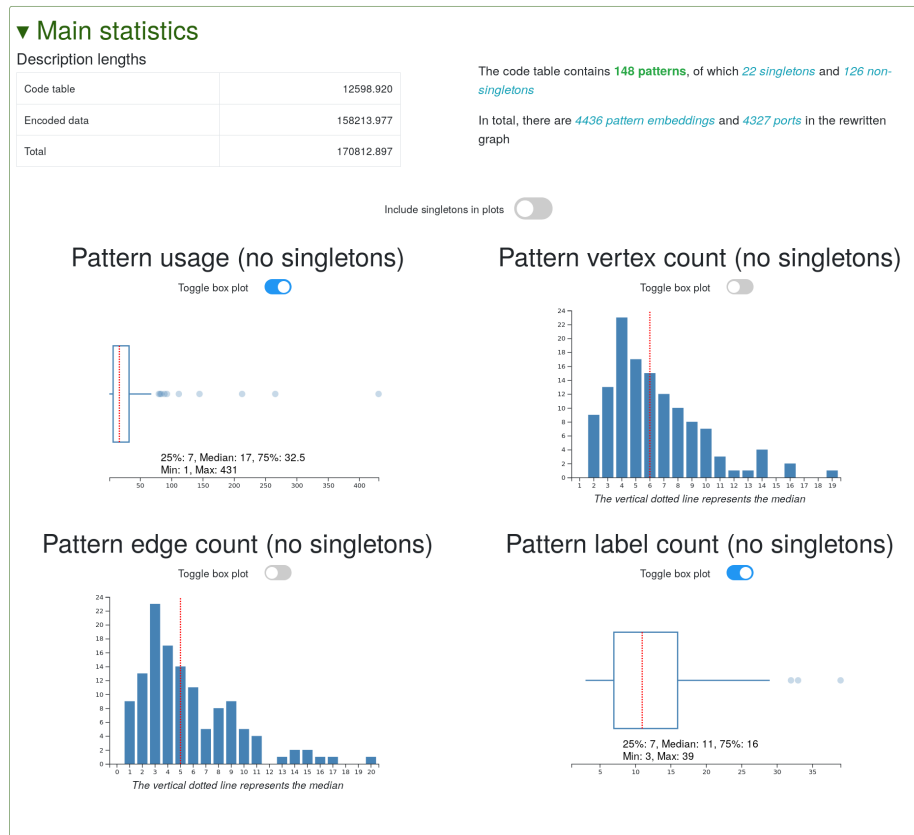 ▾ Main statistics
Description lengths
Code table 12598.920
Encoded data 158213.977
Total 170812.897
The code table contains 148 patterns, of which 22 singletons and 126 non-
singletons
In total, there are 4436 pattern embeddings and 4327 ports in the rewritten
graph
Include singletons in plots
Pattern usage (no singletons)
Toggle box plot
25%: 7, Median: 17, 75%: 32.5
Min: 1, Max: 431
50 100 150 200 250 300 350 400
Pattern vertex count (no singletons)
Toggle box plot
24
22
20
18
16
14
12
10
8
6
4
2
0
1 2 3 4 5 6 7 8 9 10 11 12 13 14 15 16 17 18 19
The vertical dotted line represents the median
Pattern edge count (no singletons)
Toggle box plot
24
22
20
18
16
14
12
10
8
6
4
2
0
0 1 2 3 4 5 6 7 8 9 10 11 12 13 14 15 16 17 18 19 20
The vertical dotted line represents the median
Pattern label count (no singletons)
Toggle box plot
25%: 7, Median: 11, 75%: 16
Min: 3, Max: 39
5 10 15 20 25 30 35